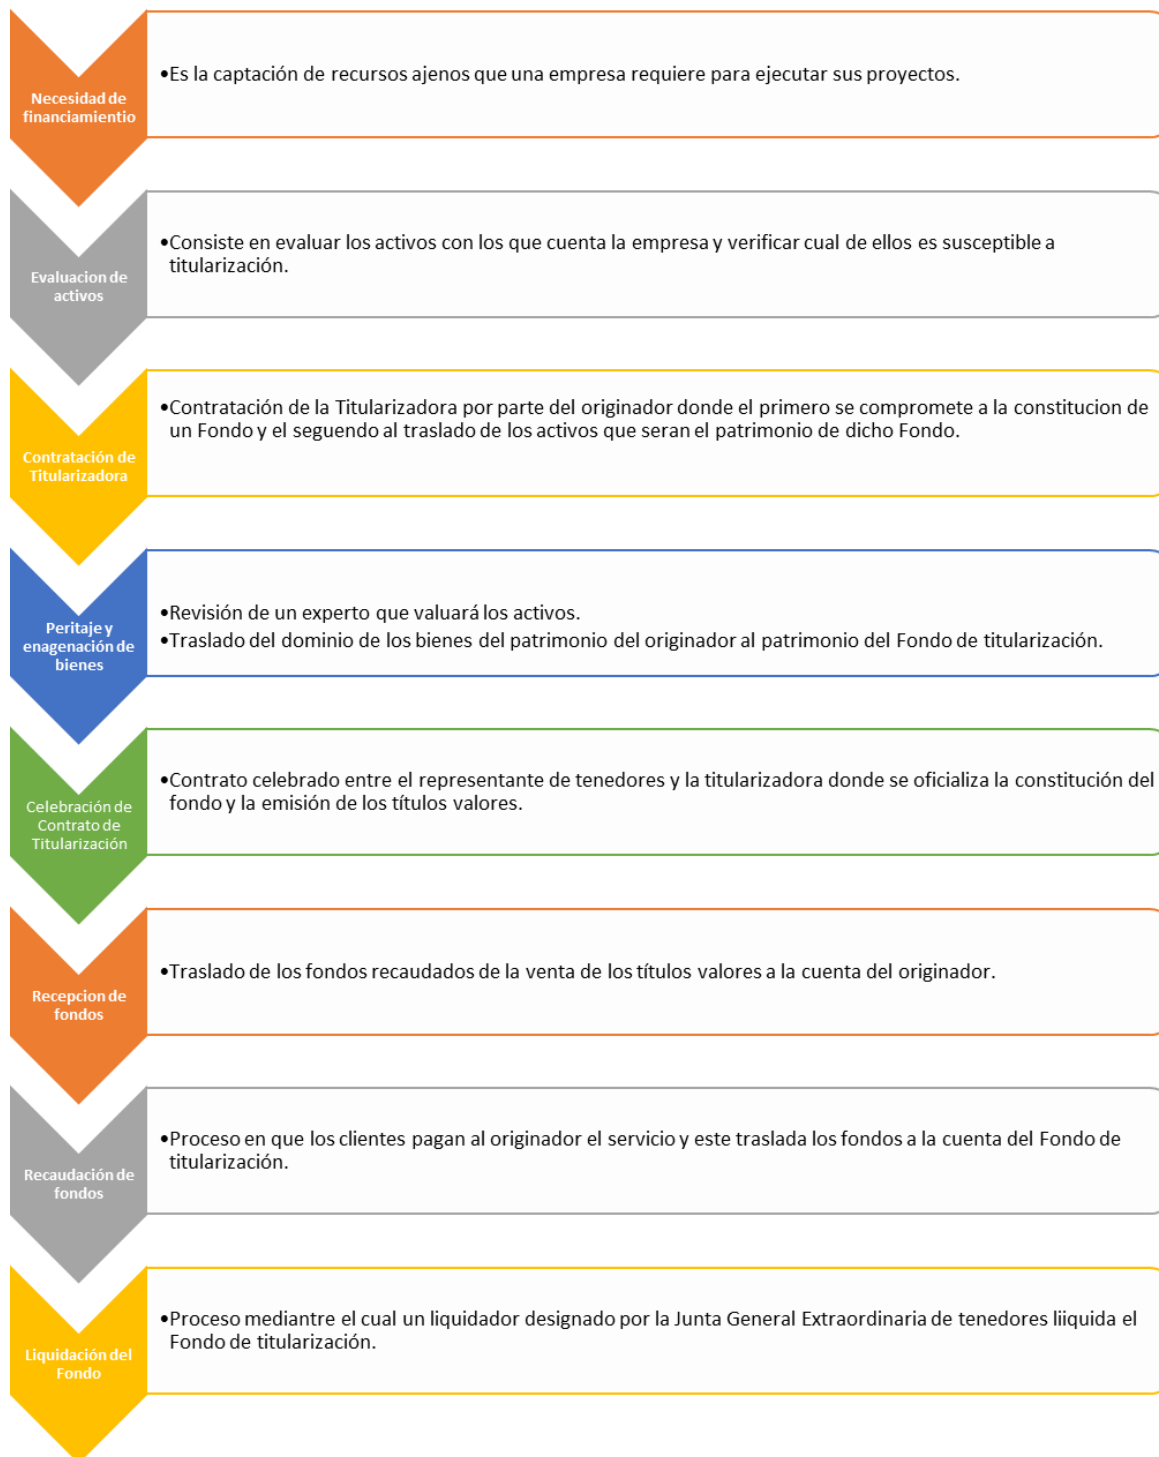 Necesidad de
financiamientio
•Es la captación de recursos ajenos que una empresa requiere para ejecutar sus proyectos.
Evaluacion de
activos
•Consiste en evaluar los activos con los que cuenta la empresa y verificar cual de ellos es susceptible a
titularización.
Contratación de
Titularizadora
•Contratación de la Titularizadora por parte del originador donde el primero se compromete a la constitucion de
un Fondo y el seguendo al traslado de los activos que seran el patrimonio de dicho Fondo.
Peritaje y
enagenación de
bienes
•Revisión de un experto que valuará los activos.
•Traslado del dominio de los bienes del patrimonio del originador al patrimonio del Fondo de titularización.
Celebración de
Contrato de
Titularización
•Contrato celebrado entre el representante de tenedores y la titularizadora donde se oficializa la constitución del
fondo y la emisión de los títulos valores.
Recepcion de
fondos
•Traslado de los fondos recaudados de la venta de los títulos valores a la cuenta del originador.
Recaudación de
fondos
•Proceso en que los clientes pagan al originador el servicio y este traslada los fondos a la cuenta del Fondo de
titularización.
Liquidación del
Fondo
•Proceso mediantre el cual un liquidador designado por la Junta General Extraordinaria de tenedores liiquida el
Fondo de titularización.